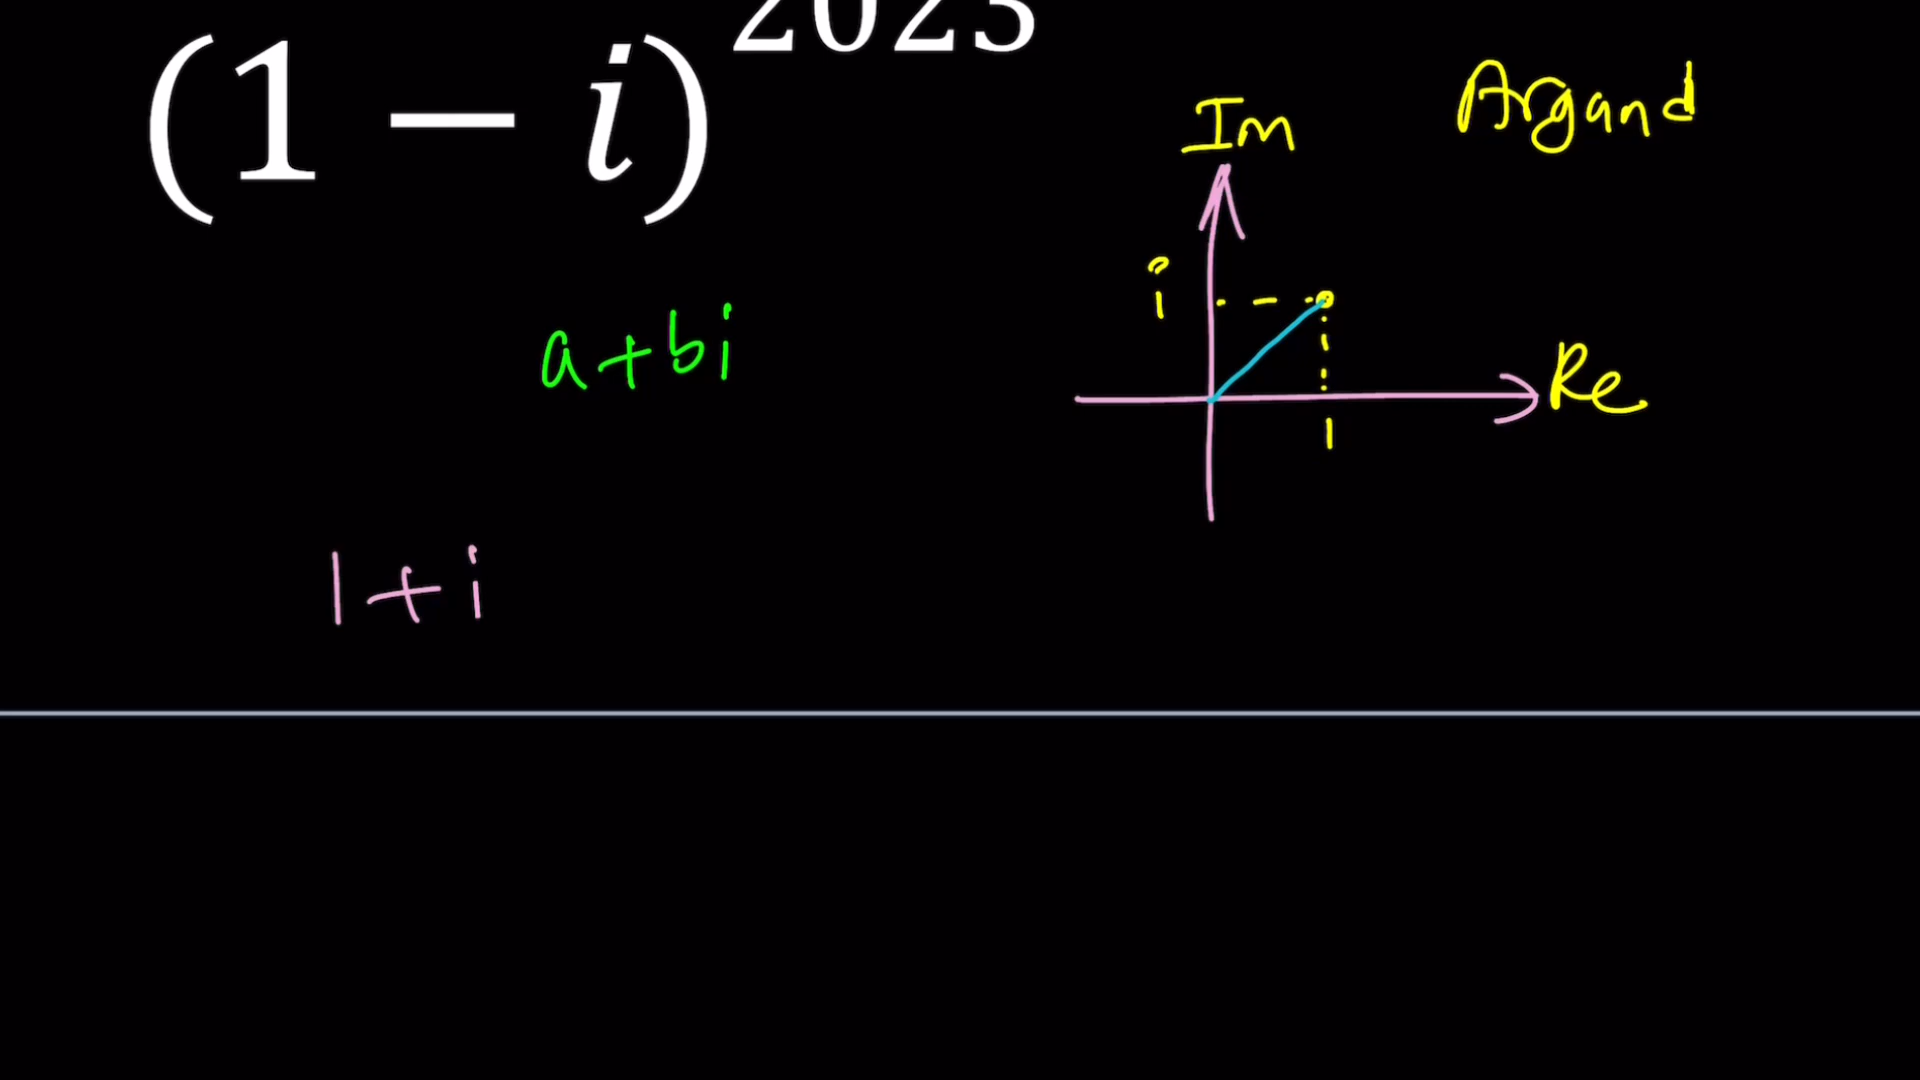 (1 − i)^2023
Argand
Im
i
a+bi
Re
1
1+i